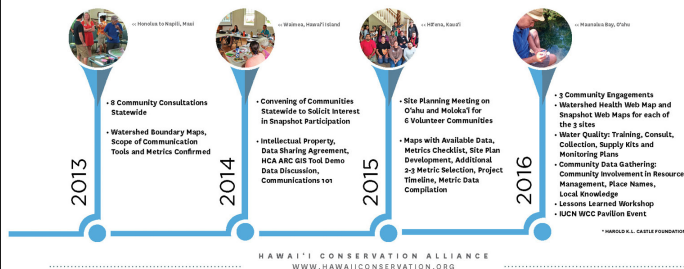 << Honolua to Napili, Maui
<< Waimea, Hawai'i Island
<< Hā'ena, Kaua'i
<< Maunalua Bay, O'ahu
2013
• 8 Community Consultations
Statewide
• Watershed Boundary Maps,
Scope of Communication
Tools and Metrics Confirmed
2014
• Convening of Communities
Statewide to Solicit Interest
in Snapshot Participation
• Intellectual Property,
Data Sharing Agreement,
HCA ARC GIS Tool Demo
Data Discussion,
Communications 101
2015
• Site Planning Meeting on
O'ahu and Moloka'i for
6 Volunteer Communities
• Maps with Available Data,
Metrics Checklist, Site Plan
Development, Additional
2-3 Metric Selection, Project
Timeline, Metric Data
Compilation
2016
• 3 Community Engagements
• Watershed Health Web Map and
Snapshot Web Maps for each of
the 3 sites
• Water Quality: Training, Consult,
Collection, Supply Kits and
Monitoring Plans
• Community Data Gathering:
Community Involvement in Resource
Management, Place Names,
Local Knowledge
• Lessons Learned Workshop
• IUCN WCC Pavilion Event
* HAROLD K.L. CASTLE FOUNDATION
HAWAI'I CONSERVATION ALLIANCE
WWW.HAWAIICONSERVATION.ORG